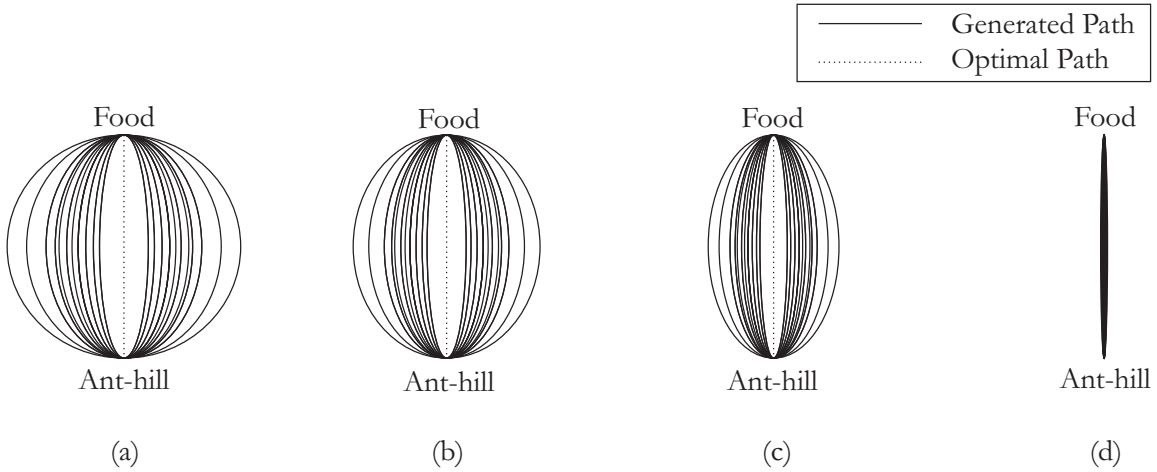 Generated Path
Optimal Path
Food
Food
Food
Food
Ant-hill
Ant-hill
Ant-hill
Ant-hill
(a)
(b)
(c)
(d)